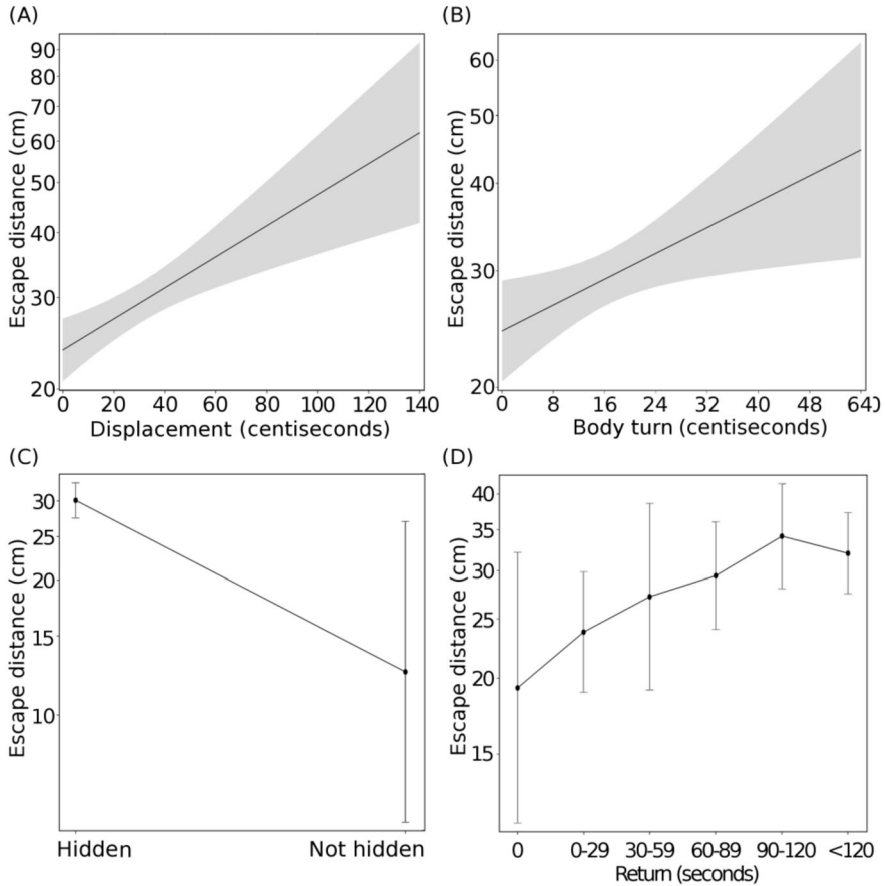 (A)
90
80
70
60
50
40
30
20
Escape distance (cm)
0 20 40 60 80 100 120 140
Displacement (centiseconds)
(B)
60
50
40
30
20
Escape distance (cm)
0 8 16 24 32 40 48 640
Body turn (centiseconds)
(C)
30
25
20
15
10
Escape distance (cm)
Hidden Not hidden
(D)
40
35
30
25
20
15
Escape distance (cm)
0 0-29 30-59 60-89 90-120 <120
Return (seconds)